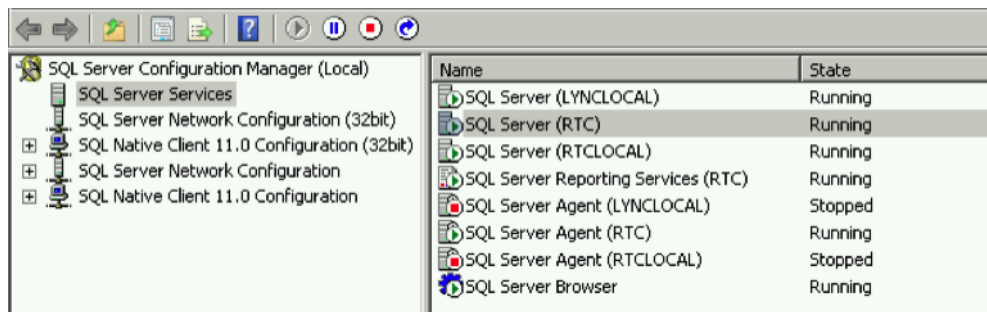 SQL Server Configuration Manager (Local)
SQL Server Services
SQL Server Network Configuration (32bit)
SQL Native Client 11.0 Configuration (32bit)
SQL Server Network Configuration
SQL Native Client 11.0 Configuration
Name State
SQL Server (LYNCLOCAL) Running
SQL Server (RTC) Running
SQL Server (RTCLOCAL) Running
SQL Server Reporting Services (RTC) Running
SQL Server Agent (LYNCLOCAL) Stopped
SQL Server Agent (RTC) Running
SQL Server Agent (RTCLOCAL) Stopped
SQL Server Browser Running